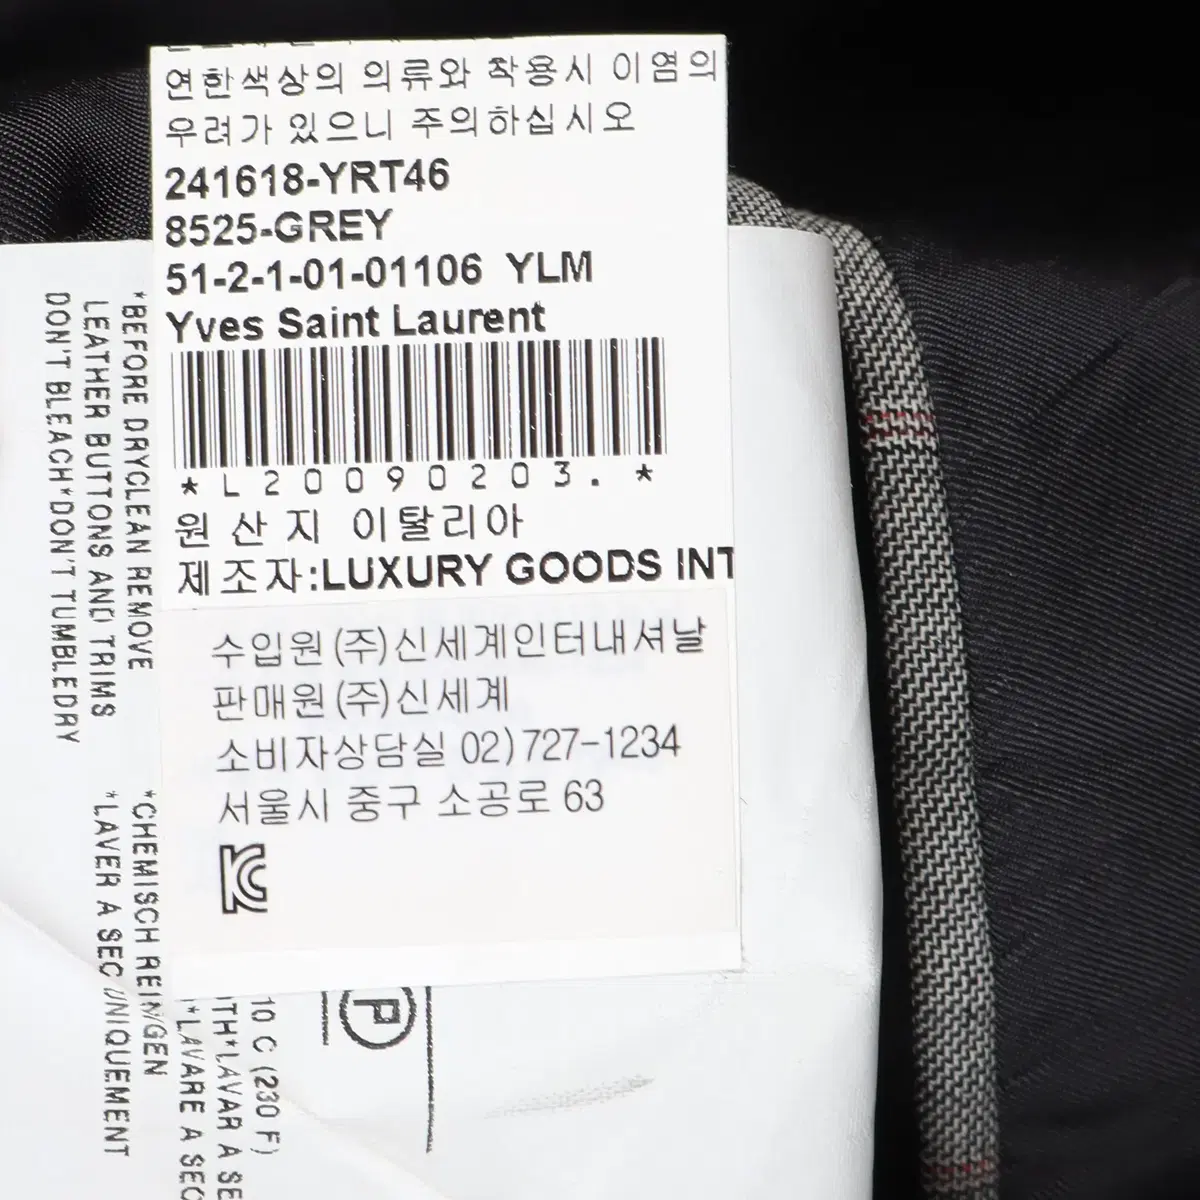 연한색상의 의류와 착용시 이염의
우려가 있으니 주의하십시오
241618-YRT46
8525-GREY
51-2-1-01-01106 YLM
Yves Saint Laurent
*L20090203.*
원 산 지 이탈리아
제조자:LUXURY GOODS INT
수입원 (주)신세계인터내셔날
판매원 (주)신세계
소비자상담실 02)727-1234
서울시 중구 소공로 63
*BEFORE DRYCLEAN REMOVE
LEATHER BUTTONS AND TRIMS
DON'T BLEACH*DON'T TUMBLEDRY
*CHEMISCH REINIGEN
*LAVER A SEC UNIQUEMENT
10 C (230 F)
TH*LAVAR A SE
*LAVARE A SEC
P